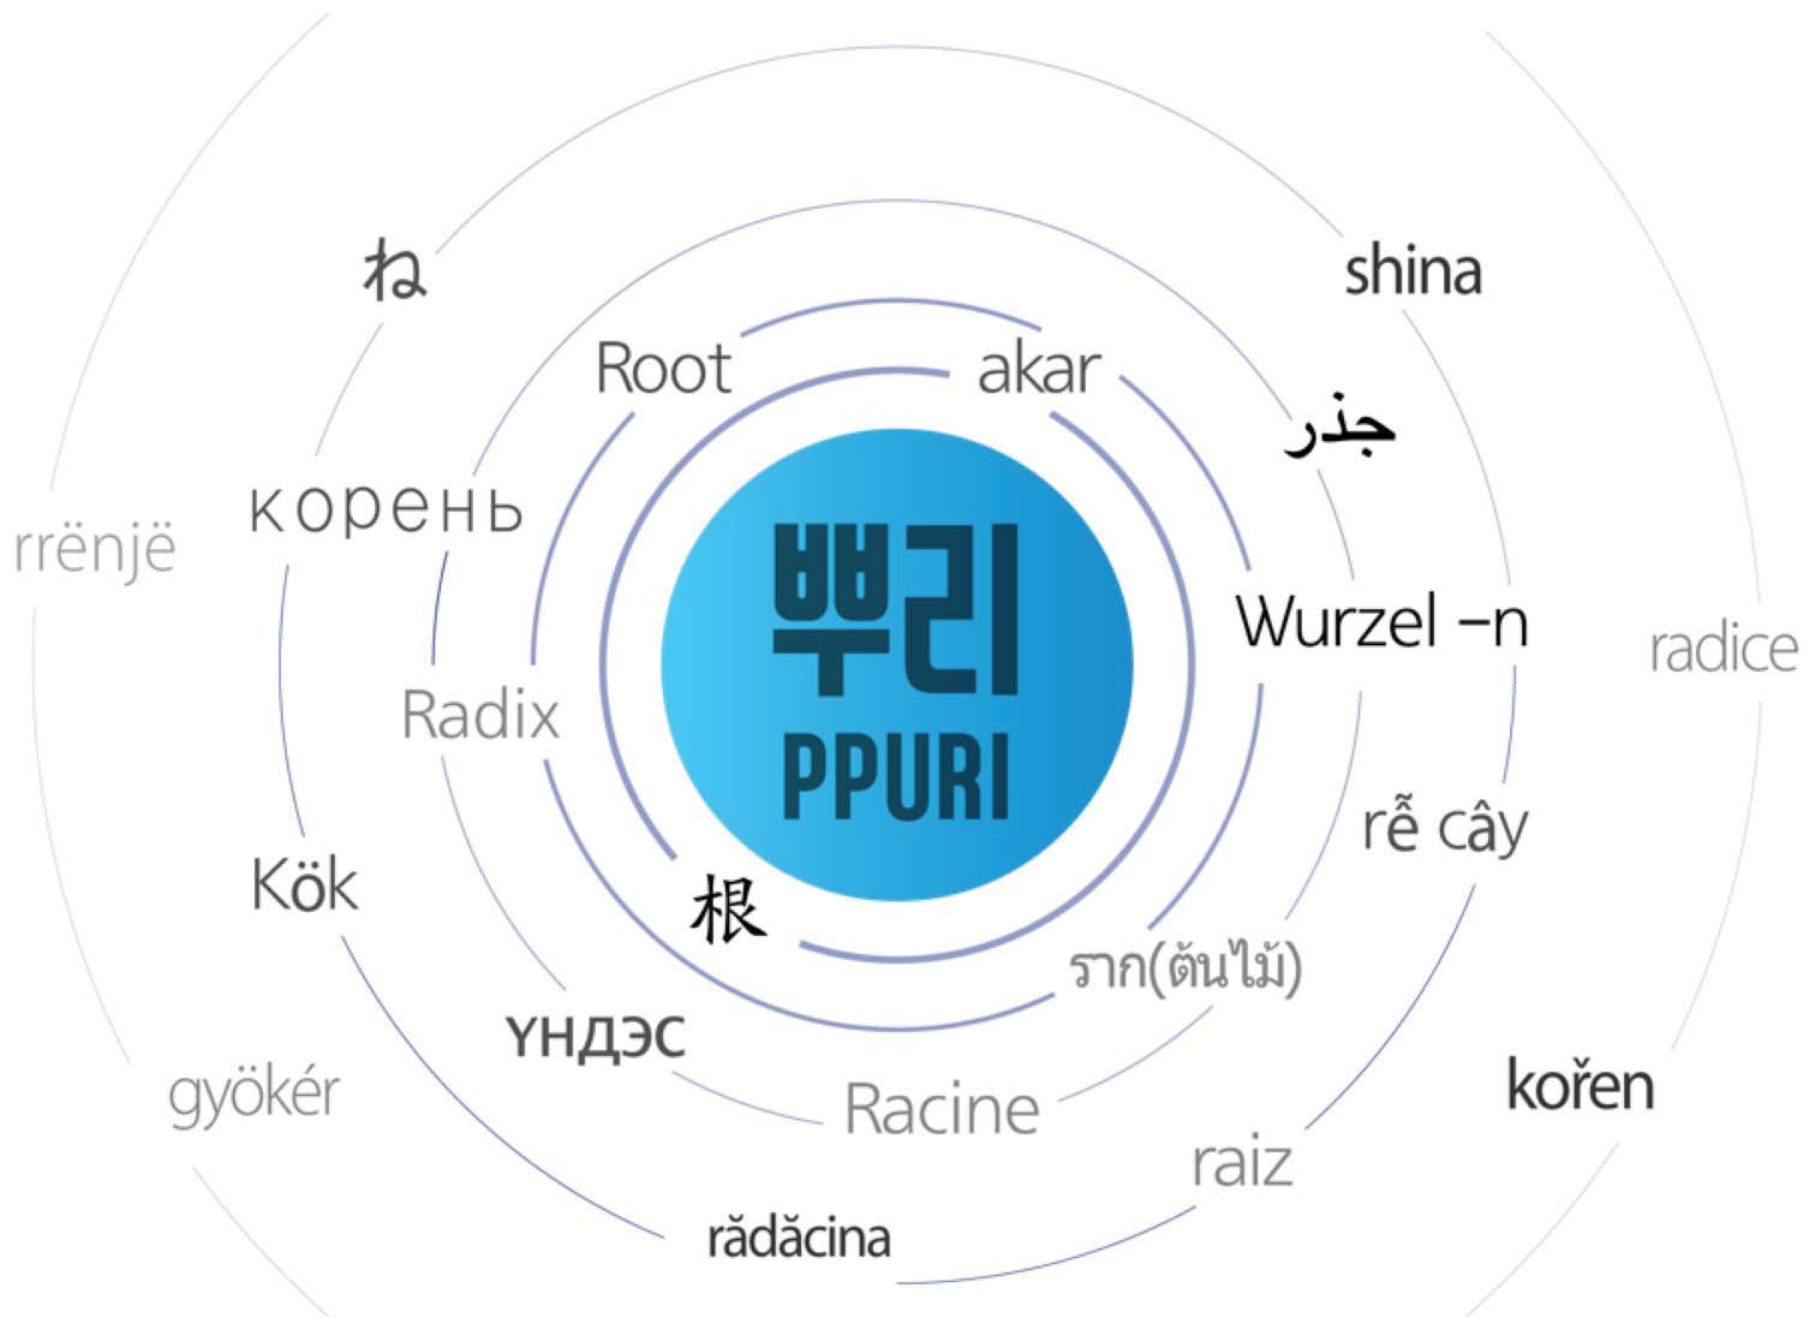 ね
shina
Root
akar
جذر
корень
rrënjë
뿌리
Wurzel –n
radice
Radix
PPURI
rễ cây
Kök
根
ราก(ต้นไม้)
үндэс
gyökér
Racine
kořen
raiz
rădăcina